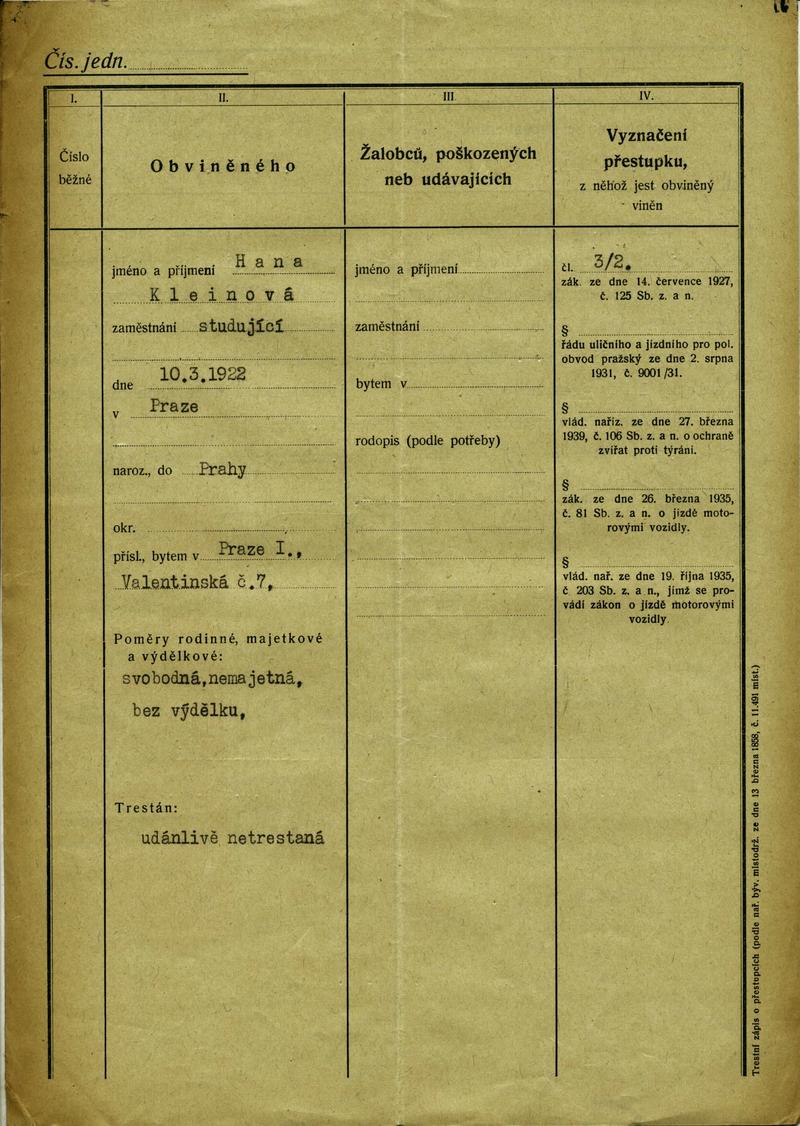 Čís. jedn.
I.
Číslo
běžné
II.
Obviněného
jméno a příjmení Hana
Kleinová
zaměstnání studující
dne 10.3.1922
v Praze
naroz., do Prahy
okr.
přísl., bytem v Praze I.,
Valentinská č.7,
Poměry rodinné, majetkové
a výdělkové:
svobodná,nemajetná,
bez výdělku,
Trestán:
udánlivě netrestaná
III.
Žalobců, poškozených
neb udávajících
jméno a příjmení
zaměstnání
bytem v
rodopis (podle potřeby)
IV.
Vyznačení
přestupku,
z něhož jest obviněný
viněn
čl. 3/2.
zák. ze dne 14. července 1927,
č. 125 Sb. z. a n.
§
řádu uličního a jízdního pro pol.
obvod pražský ze dne 2. srpna
1931, č. 9001/31.
§
vlád. nařiz. ze dne 27. března
1939, č. 106 Sb. z. a n. o ochraně
zvířat proti týrání.
§
zák. ze dne 26. března 1935,
č. 81 Sb. z. a n. o jízdě moto-
rovými vozidly.
§
vlád. nař. ze dne 19. října 1935,
č 203 Sb. z. a n., jímž se pro-
vádí zákon o jízdě motorovými
vozidly.
Trestní zápis o přestupcích (podle nař. býv. místodrž. ze dne 13 března 1858, č. 11.491 míst.)